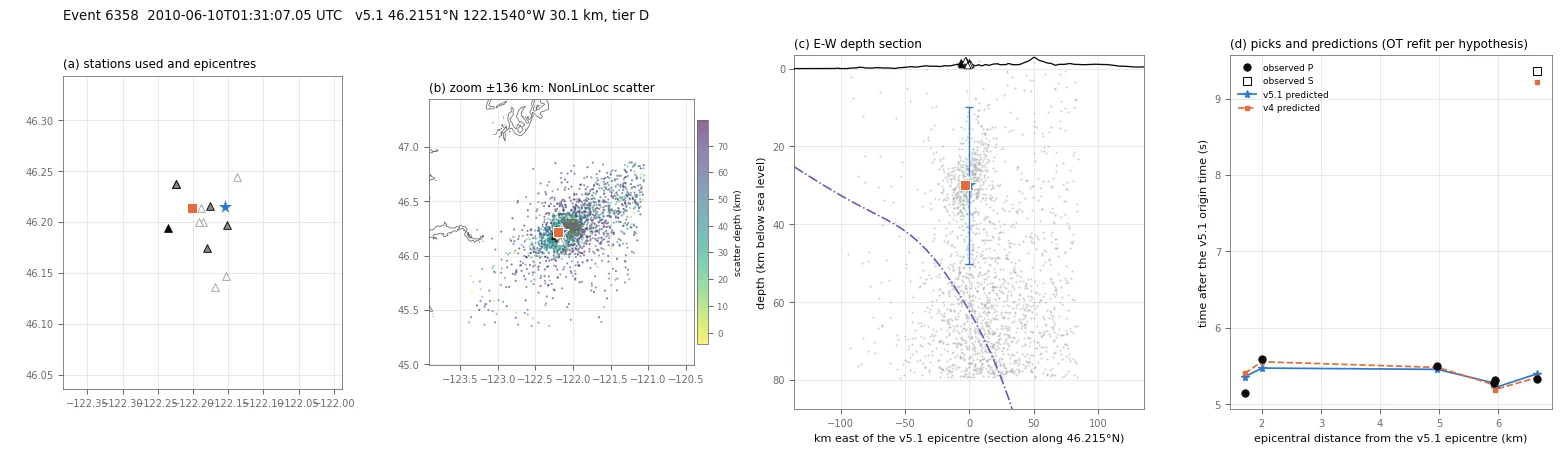 Event 6358  2010-06-10T01:31:07.05 UTC   v5.1 46.2151°N 122.1540°W 30.1 km, tier D
(a) stations used and epicentres
46.30
46.25
46.20
46.15
46.10
46.05
−122.35 −122.30 −122.25 −122.20 −122.15 −122.10 −122.05 −122.00
(b) zoom ±136 km: NonLinLoc scatter
47.0
46.5
46.0
45.5
45.0
−123.5 −123.0 −122.5 −122.0 −121.5 −121.0 −120.5
70
60
50
40
30
20
10
0
scatter depth (km)
(c) E-W depth section
0
20
40
60
80
depth (km below sea level)
−100 −50 0 50 100
km east of the v5.1 epicentre (section along 46.215°N)
(d) picks and predictions (OT refit per hypothesis)
observed P
observed S
v5.1 predicted
v4 predicted
9
8
7
6
5
time after the v5.1 origin time (s)
2 3 4 5 6
epicentral distance from the v5.1 epicentre (km)